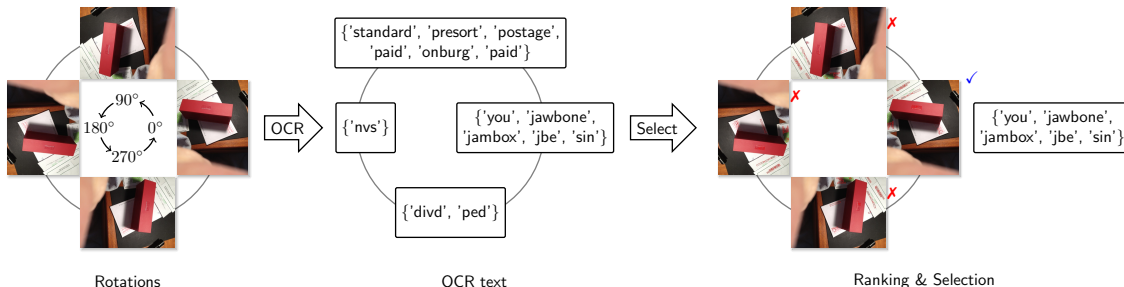 {'standard', 'presort', 'postage',
'paid', 'onburg', 'paid'}
90°
180°
0°
270°
OCR
{'nvs'}
{'you', 'jawbone',
'jambox', 'jbe', 'sin'}
{'divd', 'ped'}
Select
✗
✗
✓
✗
{'you', 'jawbone',
'jambox', 'jbe', 'sin'}
Rotations
OCR text
Ranking & Selection